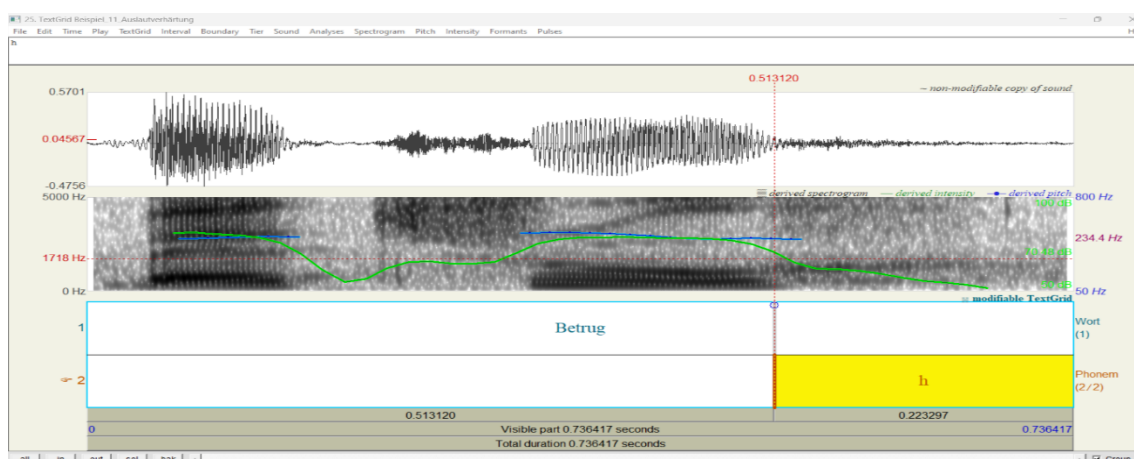 25. TextGrid Beispiel_11_Auslautverhärtung
File Edit Time Play TextGrid Interval Boundary Tier Sound Analyses Spectrogram Pitch Intensity Formants Pulses H
h
0.513120
0.5701
– non-modifiable copy of sound
0.04567
-0.4756
derived spectrogram derived intensity derived pitch
5000 Hz
800 Hz
100 dB
234.4 Hz
1718 Hz
0 Hz
50 Hz
modifiable TextGrid
1 Betrug Wort
(1)
2 h Phonem
(2/2)
0.513120 0.223297
0 Visible part 0.736417 seconds 0.736417
Total duration 0.736417 seconds
all in out sel bak Group